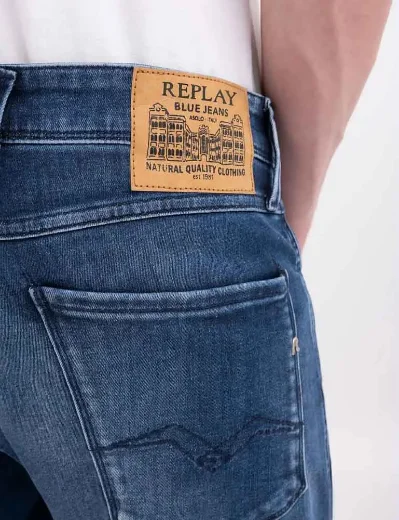 REPLAY
BLUE JEANS
ASOLO · ITALY
NATURAL QUALITY CLOTHING
est 1981